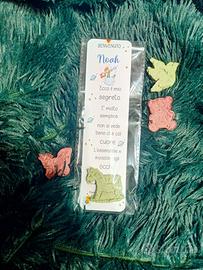 BENVENUTO
Noah
Ecco il mio
segreto
È molto
semplice
non si vede
bene che col
cuore
L'essenziale è
invisibile agli
occhi